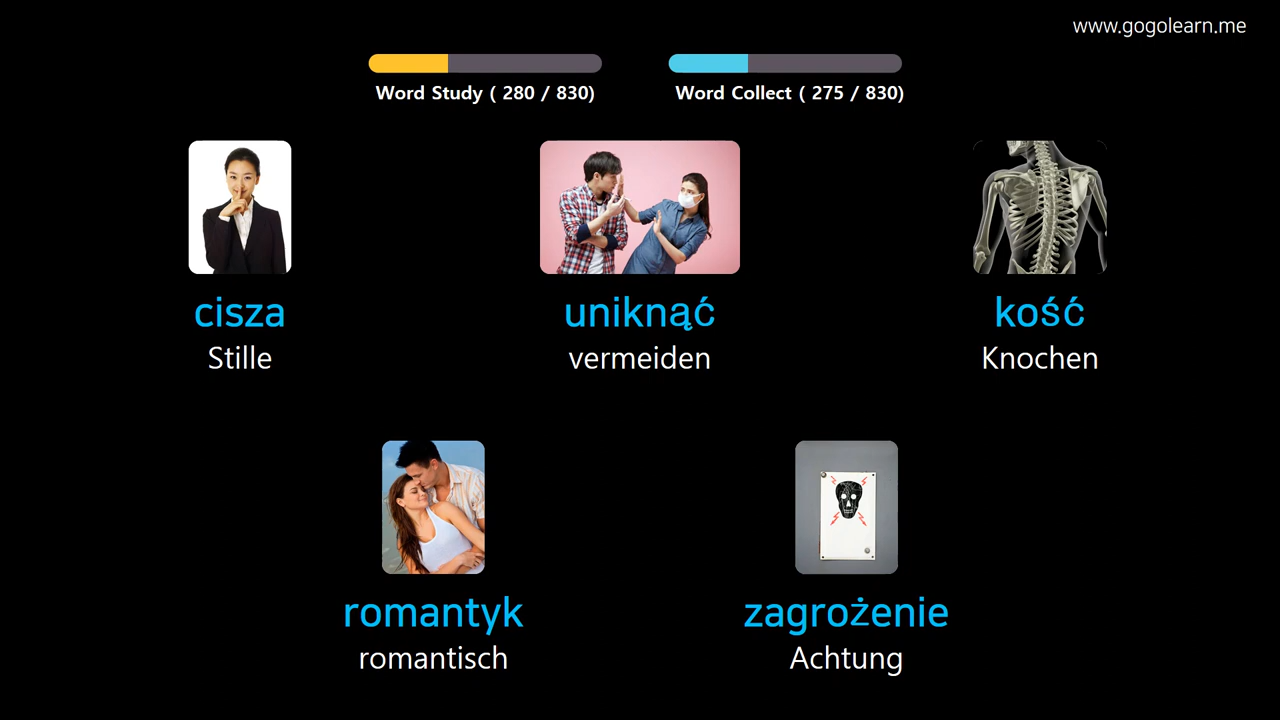 www.gogolearn.me
Word Study ( 280 / 830)
Word Collect ( 275 / 830)
cisza
Stille
uniknąć
vermeiden
kość
Knochen
romantyk
romantisch
zagrożenie
Achtung